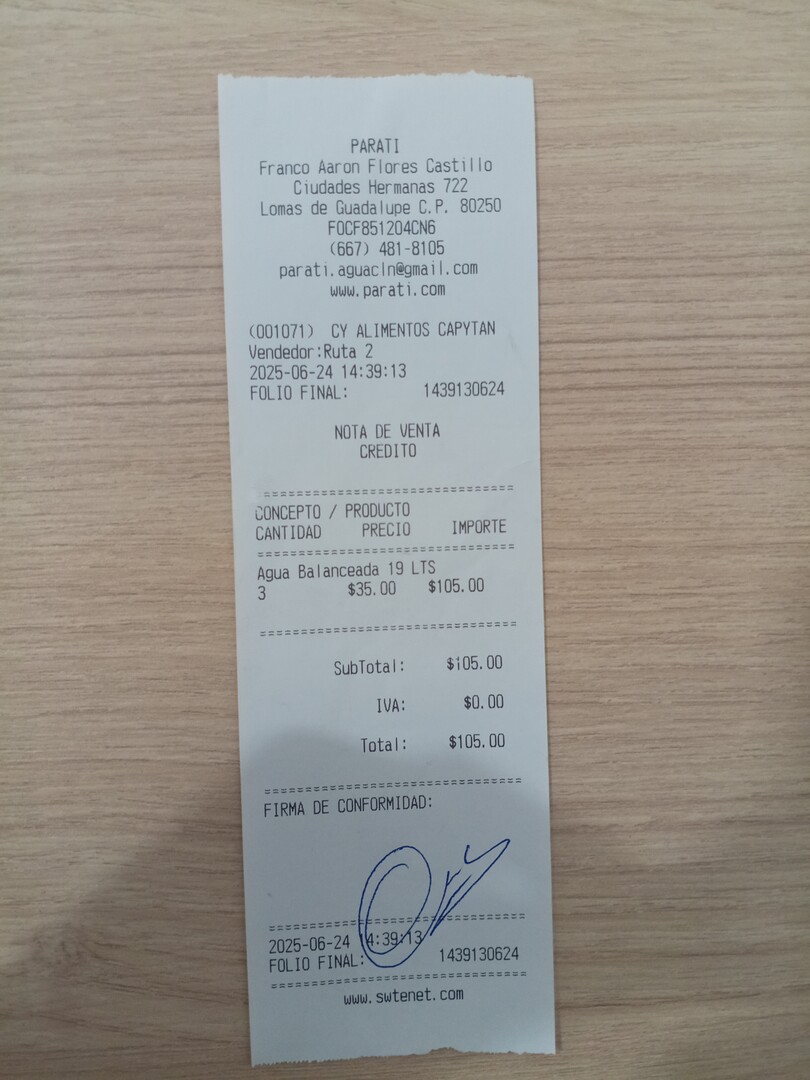 PARATI
Franco Aaron Flores Castillo
Ciudades Hermanas 722
Lomas de Guadalupe C.P. 80250
FOCF851204CN6
(667) 481-8105
parati.aguacln@gmail.com
www.parati.com
(001071) CY ALIMENTOS CAPYTAN
Vendedor:Ruta 2
2025-06-24 14:39:13
FOLIO FINAL: 1439130624
NOTA DE VENTA
CREDITO
==============================
CONCEPTO / PRODUCTO
CANTIDAD PRECIO IMPORTE
==============================
Agua Balanceada 19 LTS
3 $35.00 $105.00
==============================
SubTotal: $105.00
IVA: $0.00
Total: $105.00
==============================
FIRMA DE CONFORMIDAD:
==============================
2025-06-24 14:39:13
FOLIO FINAL: 1439130624
==============================
www.swtenet.com